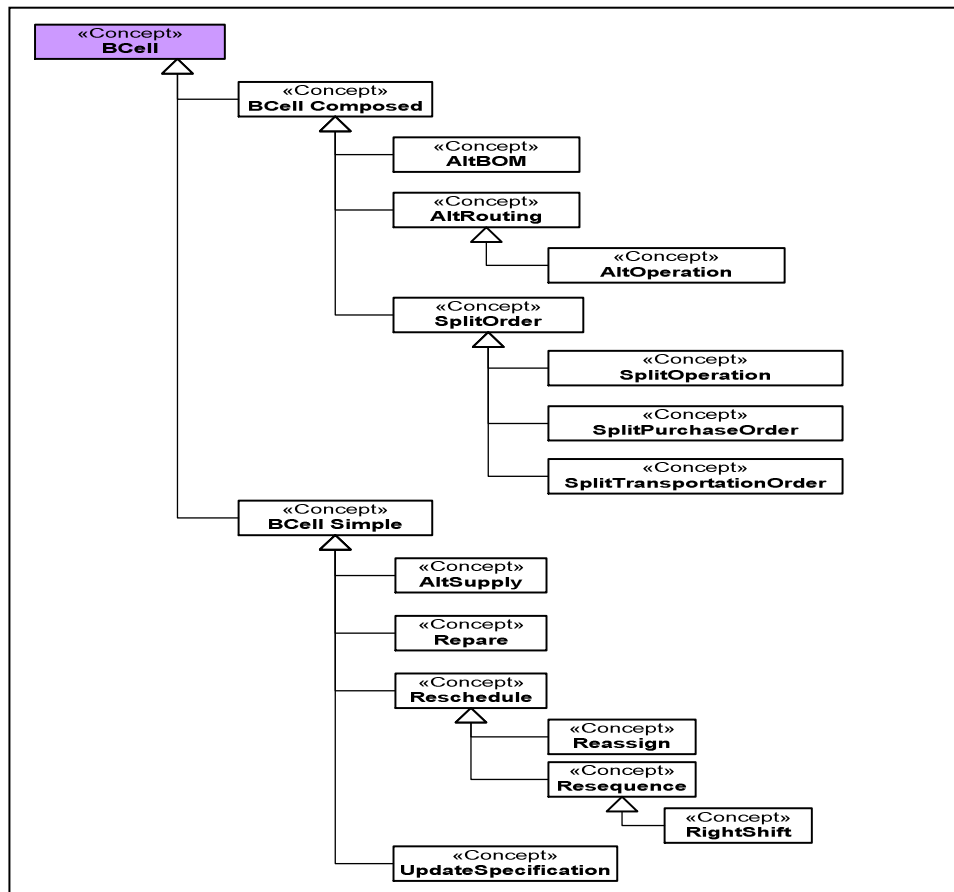 «Concept»
BCell
«Concept»
BCell Composed
«Concept»
AltBOM
«Concept»
AltRouting
«Concept»
AltOperation
«Concept»
SplitOrder
«Concept»
SplitOperation
«Concept»
SplitPurchaseOrder
«Concept»
SplitTransportationOrder
«Concept»
BCell Simple
«Concept»
AltSupply
«Concept»
Repare
«Concept»
Reschedule
«Concept»
Reassign
«Concept»
Resequence
«Concept»
RightShift
«Concept»
UpdateSpecification